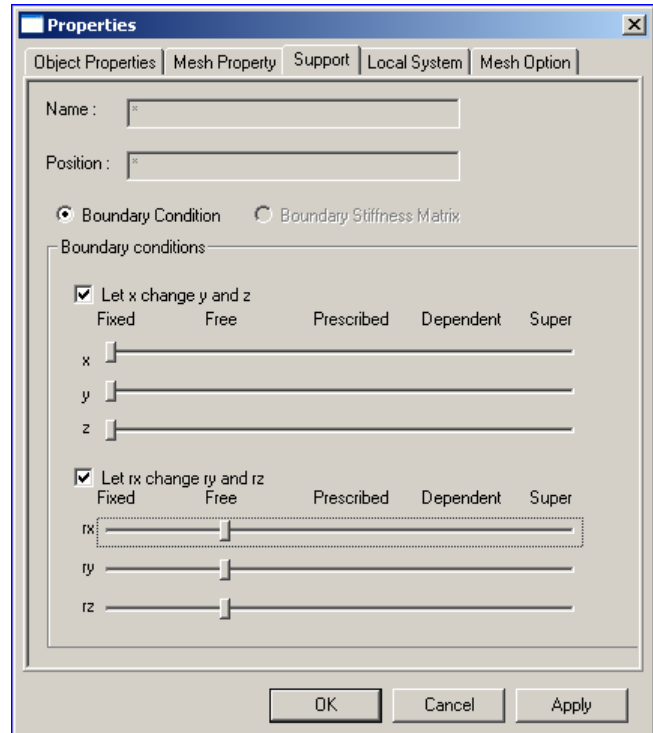 Properties
Object Properties Mesh Property Support Local System Mesh Option
Name :
*
Position :
*
Boundary Condition Boundary Stiffness Matrix
Boundary conditions
Let x change y and z
Fixed Free Prescribed Dependent Super
x
y
z
Let rx change ry and rz
Fixed Free Prescribed Dependent Super
rx
ry
rz
OK Cancel Apply